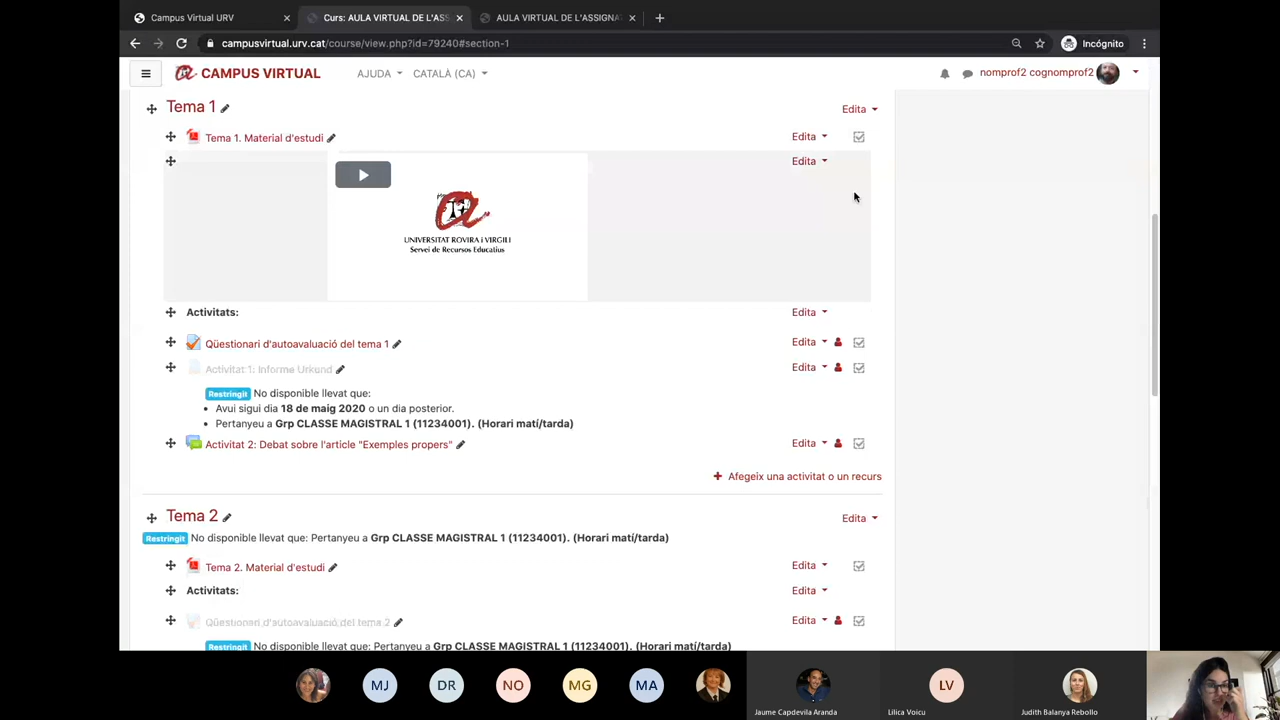 Campus Virtual URV
Curs: AULA VIRTUAL DE L'ASS
AULA VIRTUAL DE L'ASSIGNA
campusvirtual.urv.cat/course/view.php?id=79240#section-1
Incógnito
CAMPUS VIRTUAL
AJUDA
CATALÀ (CA)
nomprof2 cognomprof2
Tema 1
Edita
Tema 1. Material d'estudi
Edita
Edita
UNIVERSITAT ROVIRA i VIRGILI
Servei de Recursos Educatius
Activitats:
Edita
Qüestionari d'autoavaluació del tema 1
Edita
Activitat 1: Informe Urkund
Edita
Restringit No disponible llevat que:
• Avui sigui dia 18 de maig 2020 o un dia posterior.
• Pertanyeu a Grp CLASSE MAGISTRAL 1 (11234001). (Horari matí/tarda)
Activitat 2: Debat sobre l'article "Exemples propers"
Edita
Afegeix una activitat o un recurs
Tema 2
Edita
Restringit No disponible llevat que: Pertanyeu a Grp CLASSE MAGISTRAL 1 (11234001). (Horari matí/tarda)
Tema 2. Material d'estudi
Edita
Activitats:
Edita
Qüestionari d'autoavaluació del tema 2
Edita
Restringit No disponible llevat que: Pertanyeu a Grp CLASSE MAGISTRAL 1 (11234001). (Horari matí/tarda)
MJ
DR
NO
MG
MA
LV
Jaume Capdevila Aranda
Lilica Voicu
Judith Balanya Rebollo